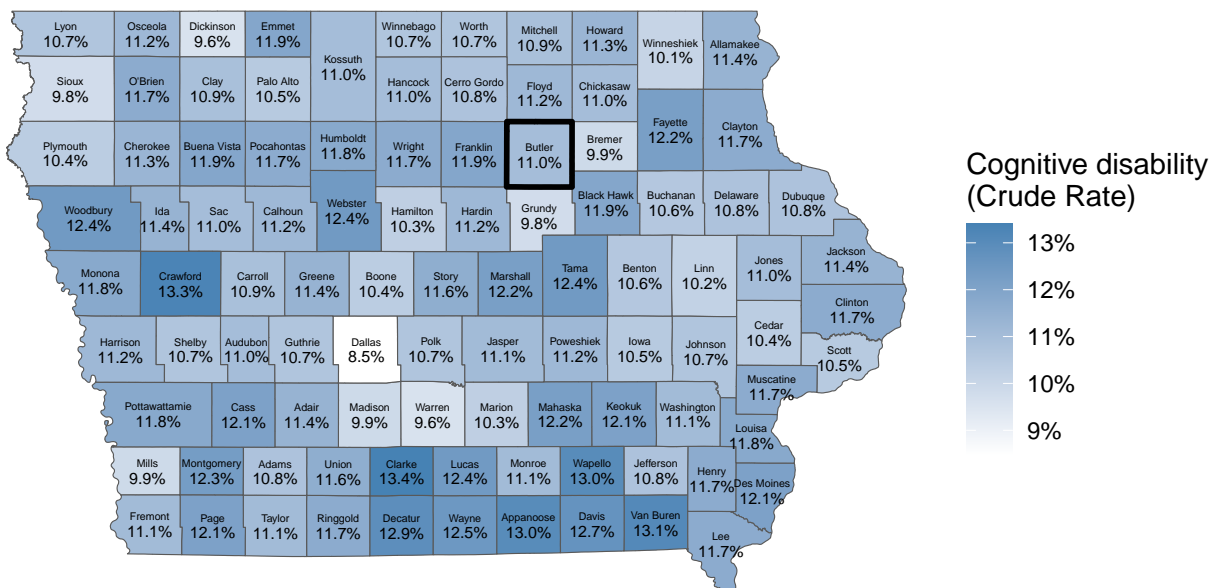 Lyon
10.7%
Osceola
11.2%
Dickinson
9.6%
Emmet
11.9%
Kossuth
11.0%
Winnebago
10.7%
Worth
10.7%
Mitchell
10.9%
Howard
11.3%
Winneshiek
10.1%
Allamakee
11.4%
Sioux
9.8%
O'Brien
11.7%
Clay
10.9%
Palo Alto
10.5%
Hancock
11.0%
Cerro Gordo
10.8%
Floyd
11.2%
Chickasaw
11.0%
Fayette
12.2%
Clayton
11.7%
Plymouth
10.4%
Cherokee
11.3%
Buena Vista
11.9%
Pocahontas
11.7%
Humboldt
11.8%
Wright
11.7%
Franklin
11.9%
Butler
11.0%
Bremer
9.9%
Woodbury
12.4%
Ida
11.4%
Sac
11.0%
Calhoun
11.2%
Webster
12.4%
Hamilton
10.3%
Hardin
11.2%
Grundy
9.8%
Black Hawk
11.9%
Buchanan
10.6%
Delaware
10.8%
Dubuque
10.8%
Monona
11.8%
Crawford
13.3%
Carroll
10.9%
Greene
11.4%
Boone
10.4%
Story
11.6%
Marshall
12.2%
Tama
12.4%
Benton
10.6%
Linn
10.2%
Jones
11.0%
Jackson
11.4%
Clinton
11.7%
Harrison
11.2%
Shelby
10.7%
Audubon
11.0%
Guthrie
10.7%
Dallas
8.5%
Polk
10.7%
Jasper
11.1%
Poweshiek
11.2%
Iowa
10.5%
Johnson
10.7%
Cedar
10.4%
Scott
10.5%
Muscatine
11.7%
Pottawattamie
11.8%
Cass
12.1%
Adair
11.4%
Madison
9.9%
Warren
9.6%
Marion
10.3%
Mahaska
12.2%
Keokuk
12.1%
Washington
11.1%
Louisa
11.8%
Mills
9.9%
Montgomery
12.3%
Adams
10.8%
Union
11.6%
Clarke
13.4%
Lucas
12.4%
Monroe
11.1%
Wapello
13.0%
Jefferson
10.8%
Henry
11.7%
Des Moines
12.1%
Fremont
11.1%
Page
12.1%
Taylor
11.1%
Ringgold
11.7%
Decatur
12.9%
Wayne
12.5%
Appanoose
13.0%
Davis
12.7%
Van Buren
13.1%
Lee
11.7%
Cognitive disability
(Crude Rate)
13%
12%
11%
10%
9%